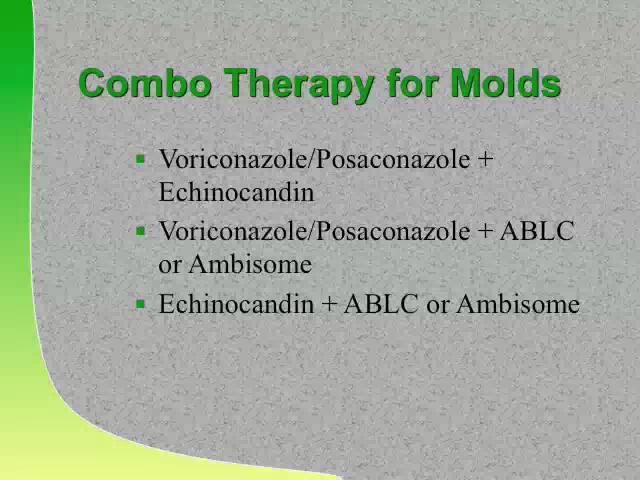 Combo Therapy for Molds
Voriconazole/Posaconazole +
Echinocandin
Voriconazole/Posaconazole + ABLC
or Ambisome
Echinocandin + ABLC or Ambisome